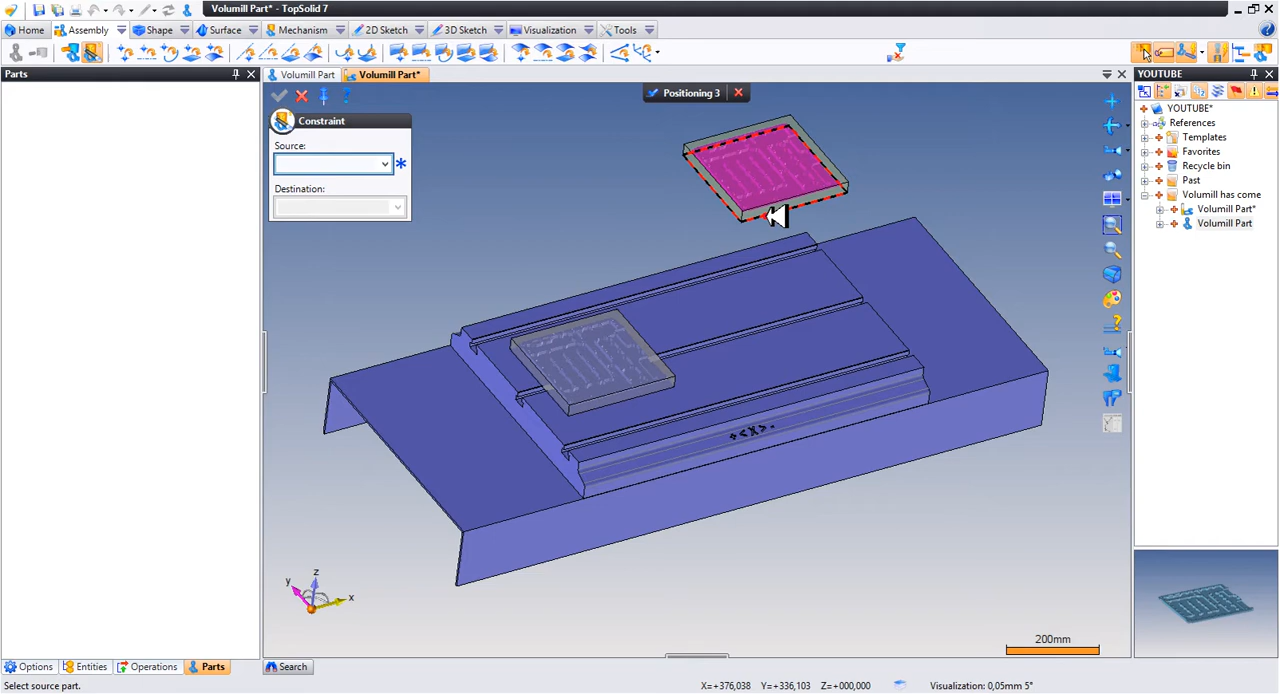 Volumill Part* - TopSolid 7
Home
Assembly
Shape
Surface
Mechanism
2D Sketch
3D Sketch
Visualization
Tools
Parts
Volumill Part
Volumill Part*
YOUTUBE
Positioning 3
Constraint
Source:
Destination:
YOUTUBE*
References
Templates
Favorites
Recycle bin
Past
Volumill has come
Volumill Part*
Volumill Part
+<X>.
z
y
x
200mm
Options
Entities
Operations
Parts
Search
Select source part.
X=+376,038 Y=+336,103 Z=+000,000
Visualization: 0,05mm 5°